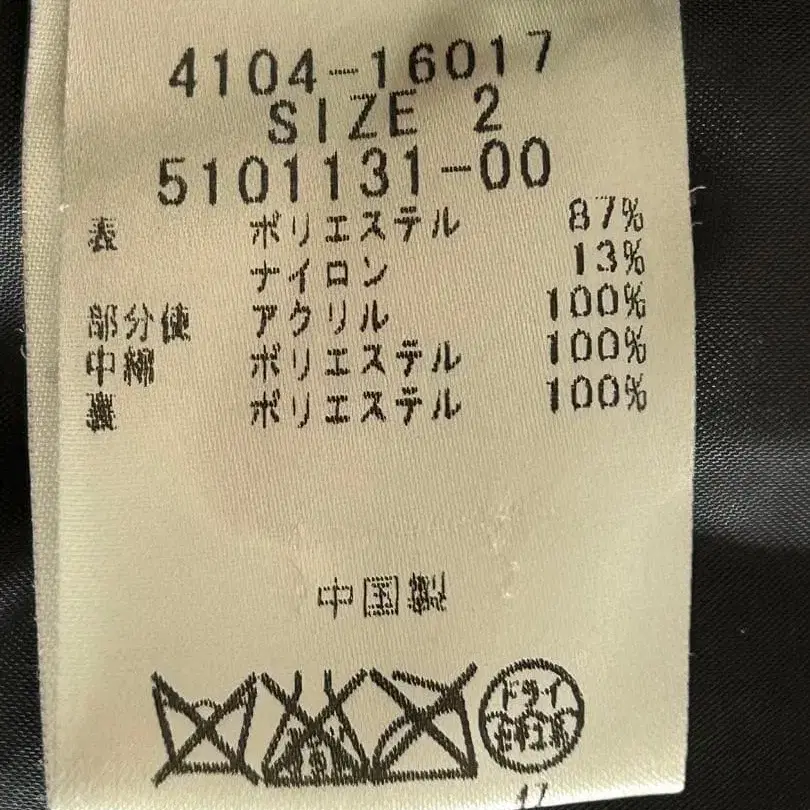 4104-16017
SIZE 2
5101131-00
表 ポリエステル 87%
ナイロン 13%
部分使 アクリル 100%
中綿 ポリエステル 100%
裏 ポリエステル 100%
中国製
ドライ